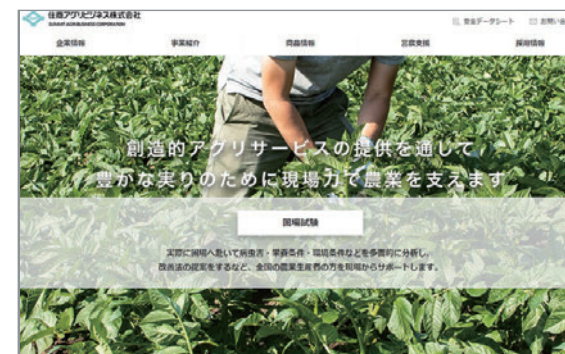 住商アグリビジネス株式会社
SUMMIT AGRI-BUSINESS CORPORATION
安全データシート
お問い合
企業情報
事業紹介
商品情報
営農支援
採用情報
創造的アグリサービスの提供を通して
豊かな実りのために現場力で農業を支えます
圃場試験
実際に圃場へ赴いて病虫害・栄養条件・環境条件などを多面的に分析し、
改善法の提案をするなど、全国の農業生産者の方を現場からサポートします。